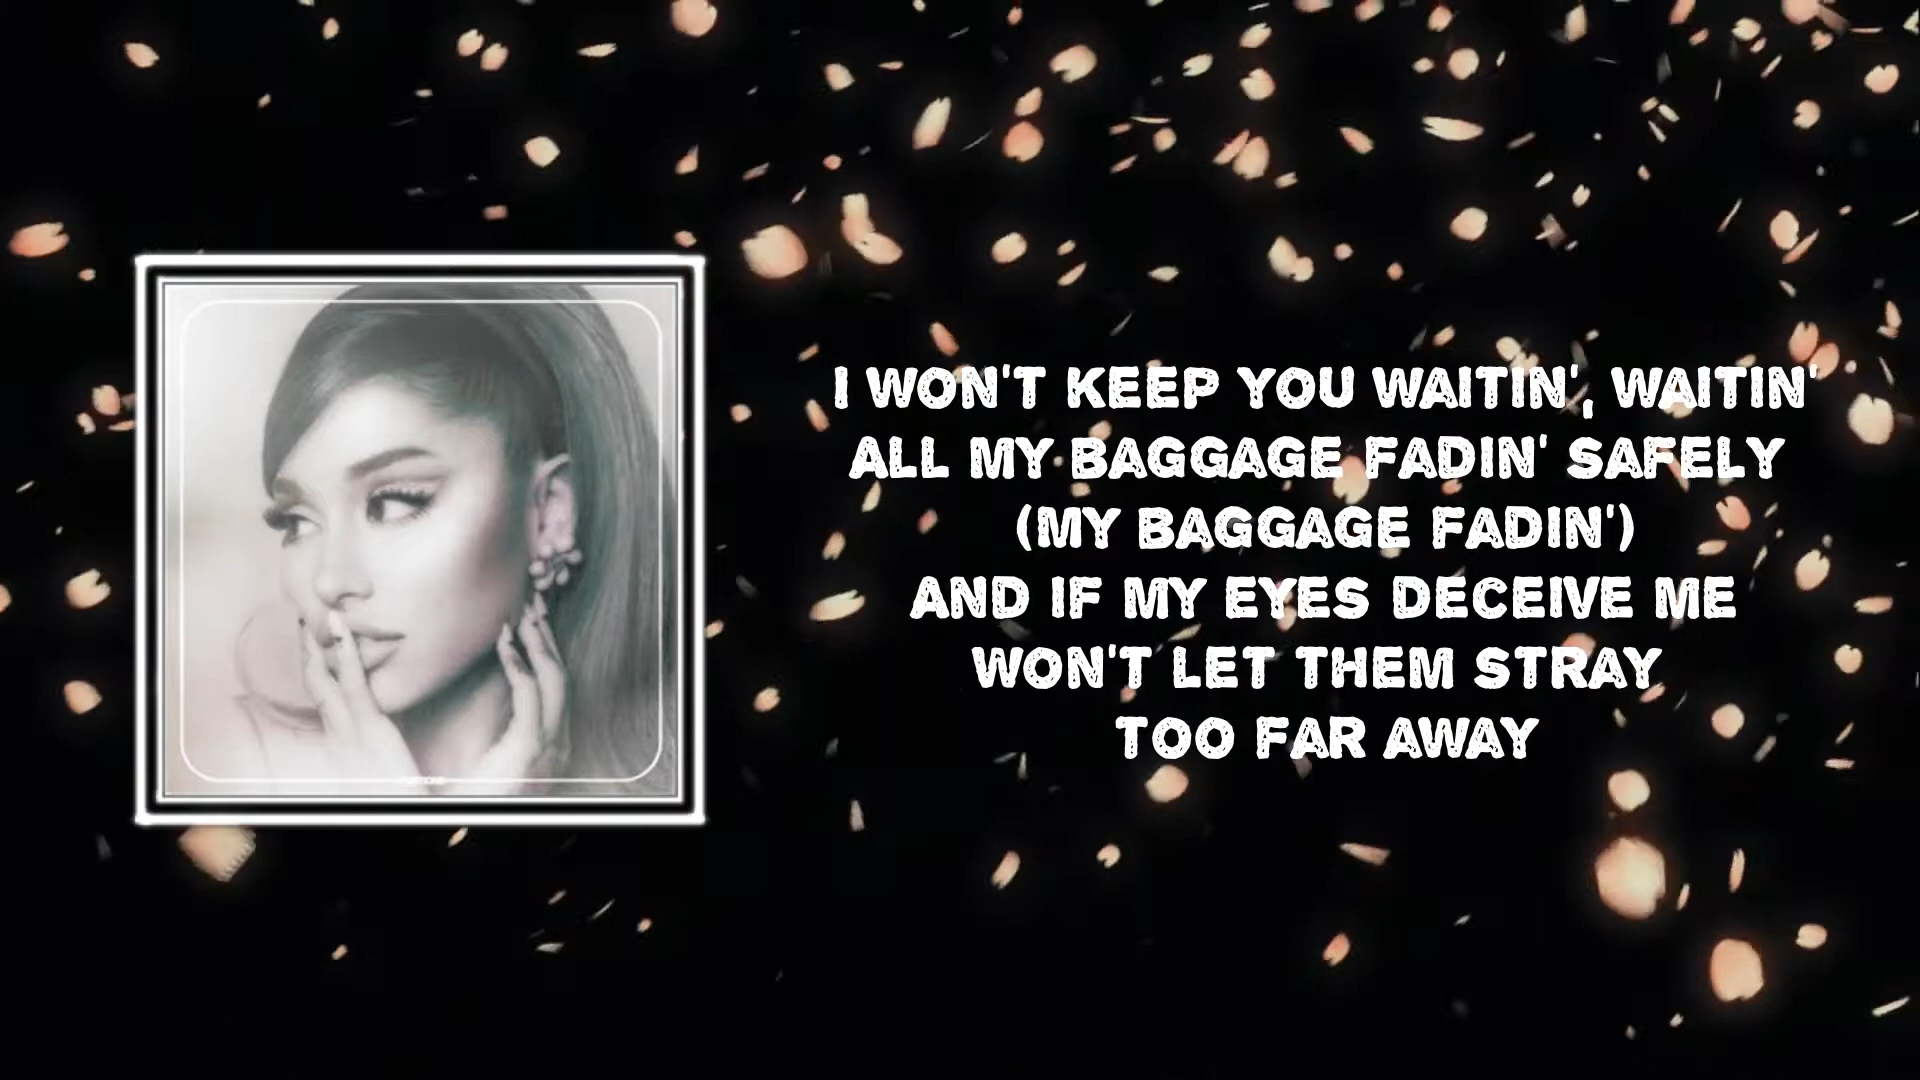 I WON'T KEEP YOU WAITIN', WAITIN'
ALL MY BAGGAGE FADIN' SAFELY
(MY BAGGAGE FADIN')
AND IF MY EYES DECEIVE ME
WON'T LET THEM STRAY
TOO FAR AWAY